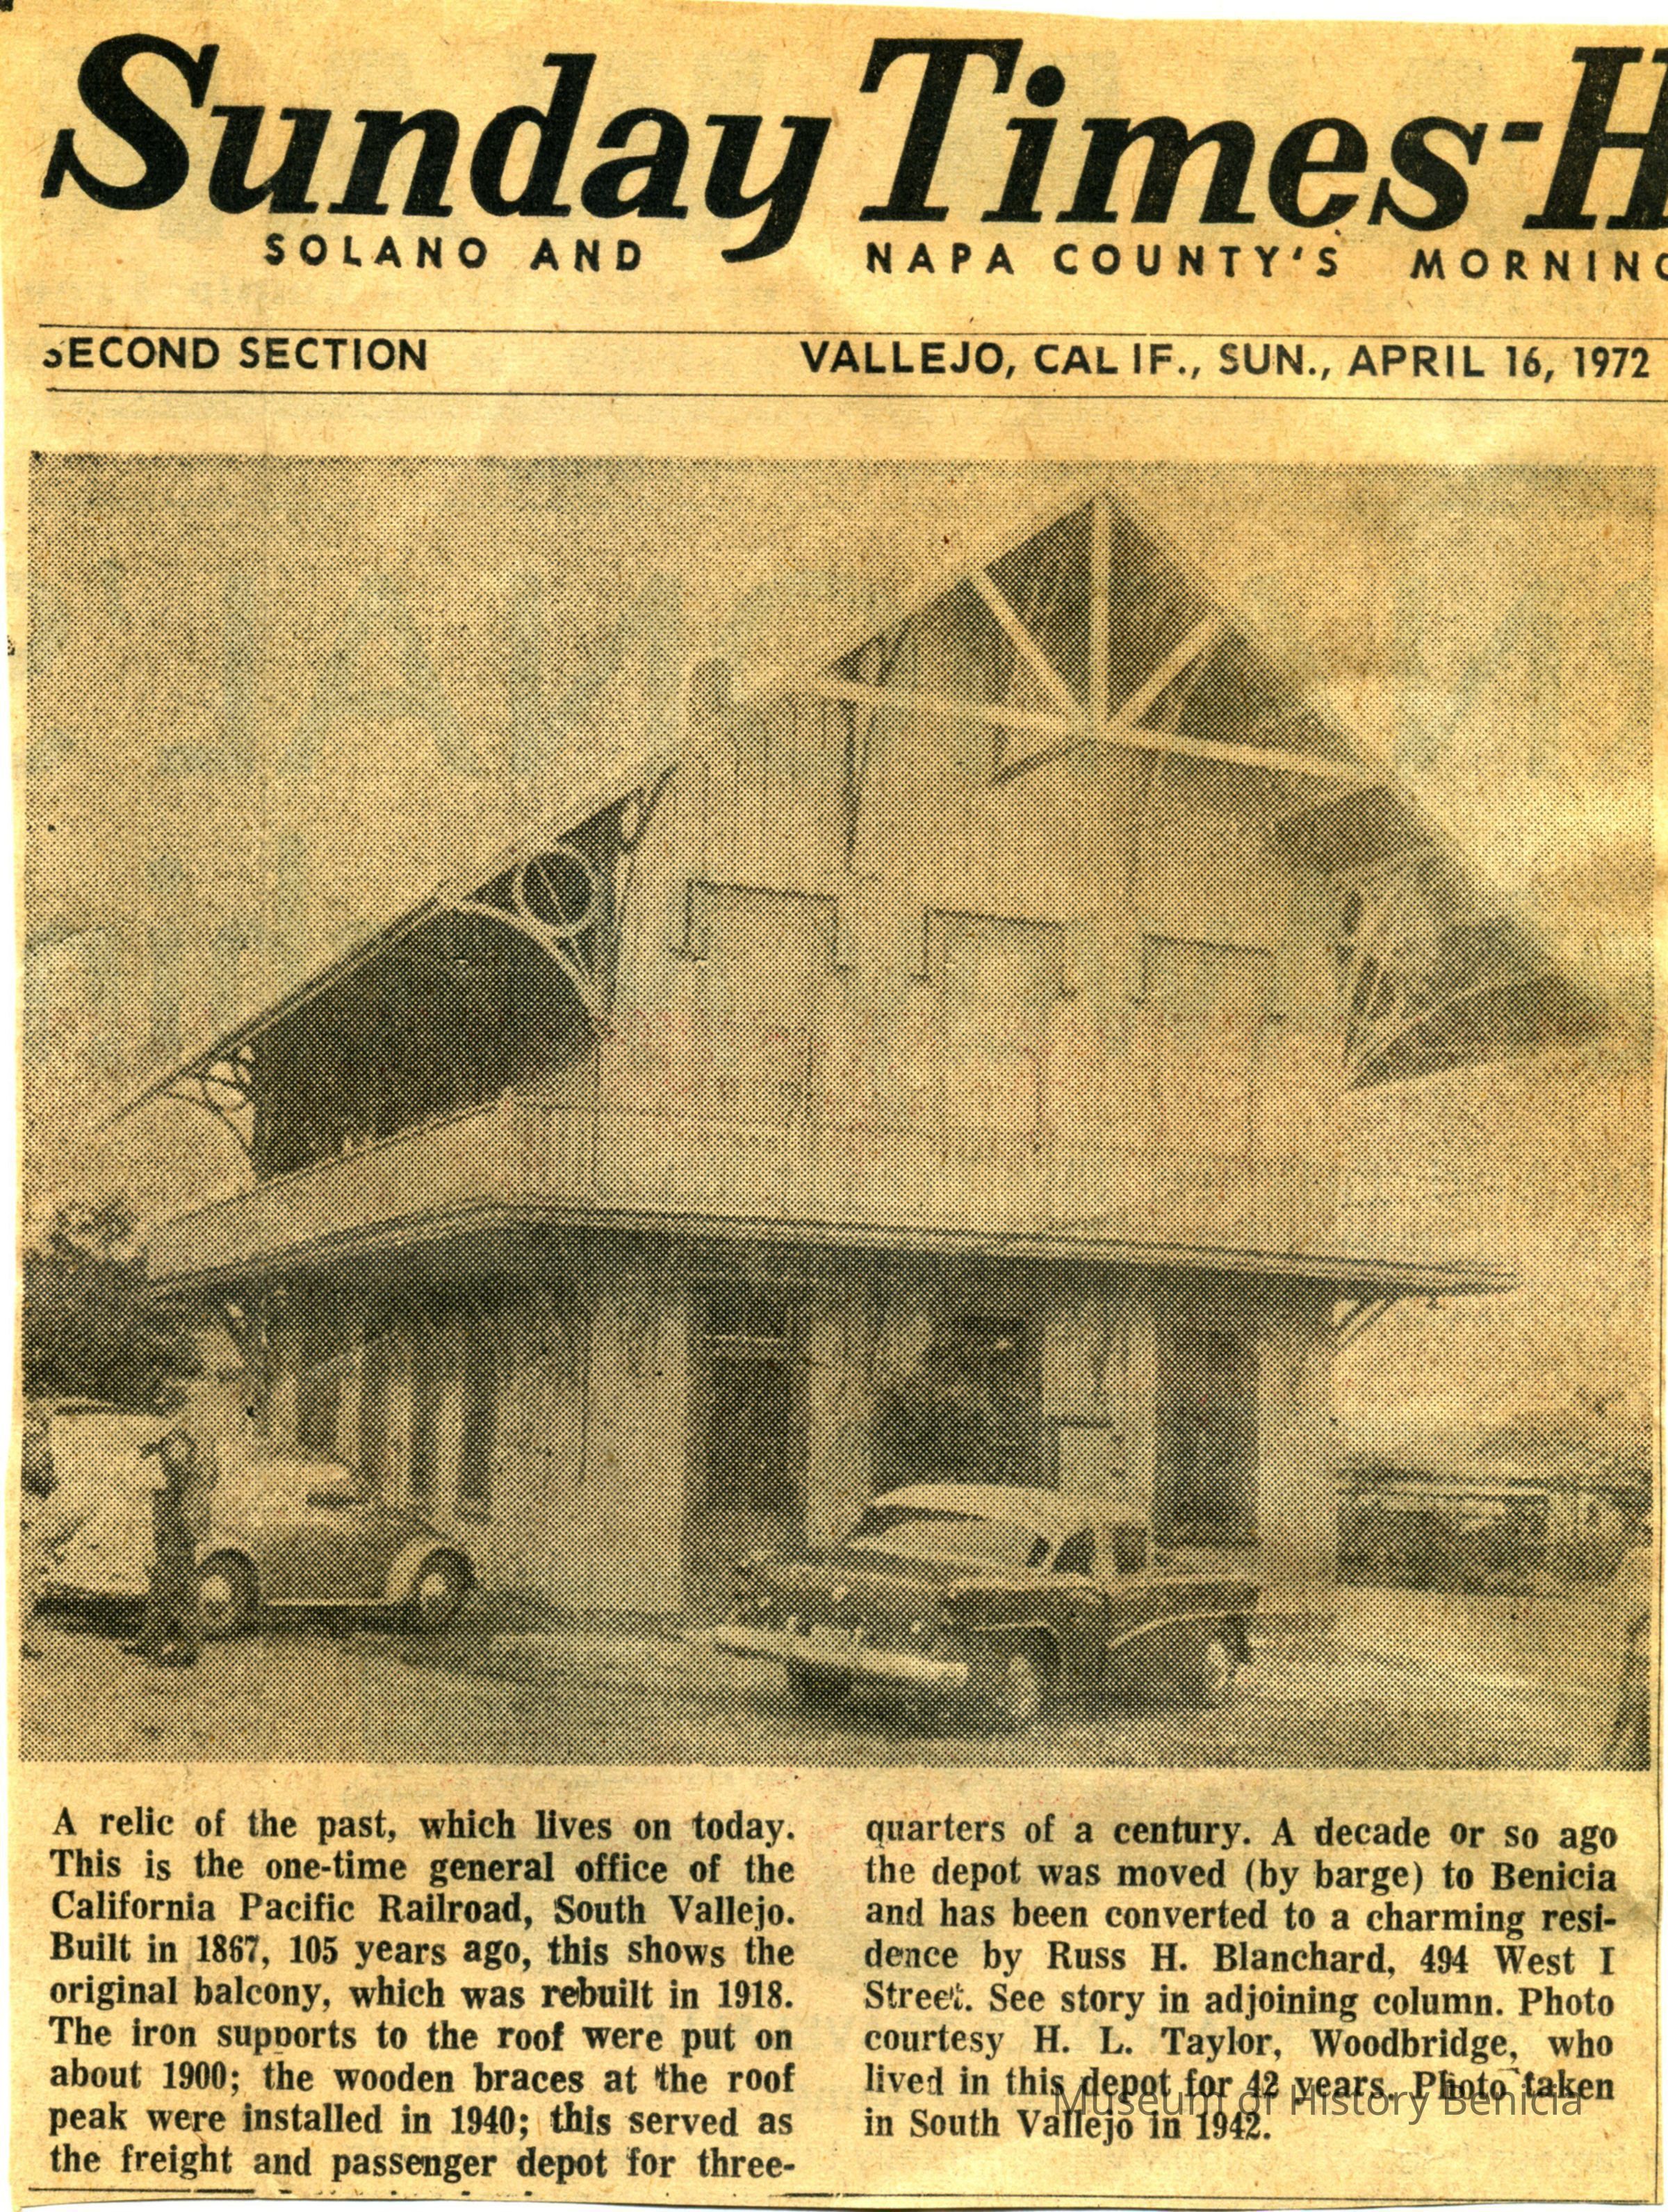 Sunday Times-H
SOLANO AND NAPA COUNTY'S MORNING
SECOND SECTION VALLEJO, CALIF., SUN., APRIL 16, 1972
A relic of the past, which lives on today.
This is the one-time general office of the
California Pacific Railroad, South Vallejo.
Built in 1867, 105 years ago, this shows the
original balcony, which was rebuilt in 1918.
The iron supports to the roof were put on
about 1900; the wooden braces at the roof
peak were installed in 1940; this served as
the freight and passenger depot for three-
quarters of a century. A decade or so ago
the depot was moved (by barge) to Benicia
and has been converted to a charming resi-
dence by Russ H. Blanchard, 494 West I
Street. See story in adjoining column. Photo
courtesy H. L. Taylor, Woodbridge, who
lived in this depot for 42 years. Photo taken
in South Vallejo in 1942.
Museum of History Benicia